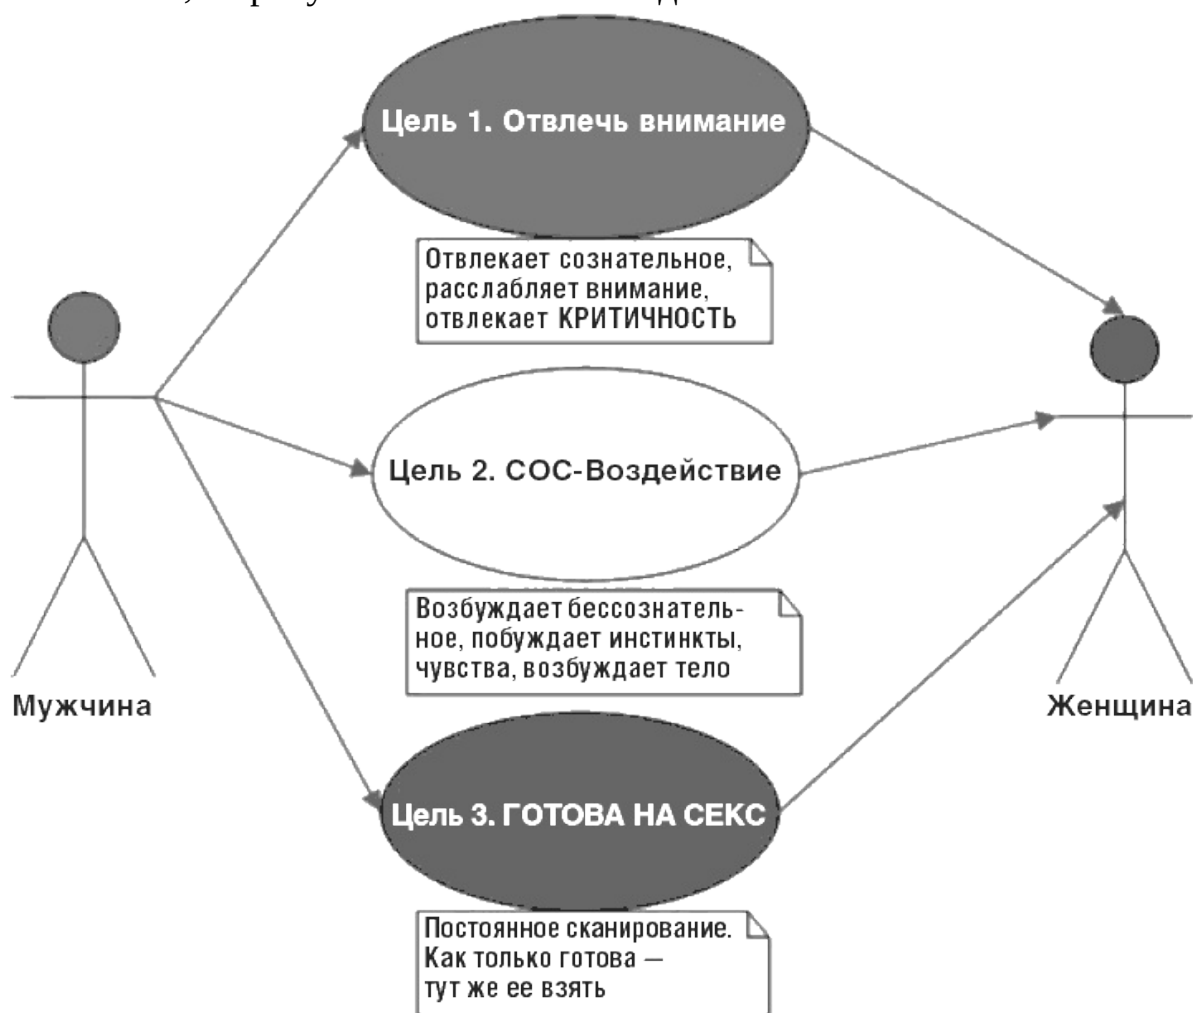 Цель 1. Отвлечь внимание
Отвлекает сознательное,
расслабляет внимание,
отвлекает КРИТИЧНОСТЬ
Цель 2. СОС-Воздействие
Возбуждает бессознатель-
ное, побуждает инстинкты,
чувства, возбуждает тело
Мужчина
Женщина
Цель 3. ГОТОВА НА СЕКС
Постоянное сканирование.
Как только готова —
тут же ее взять